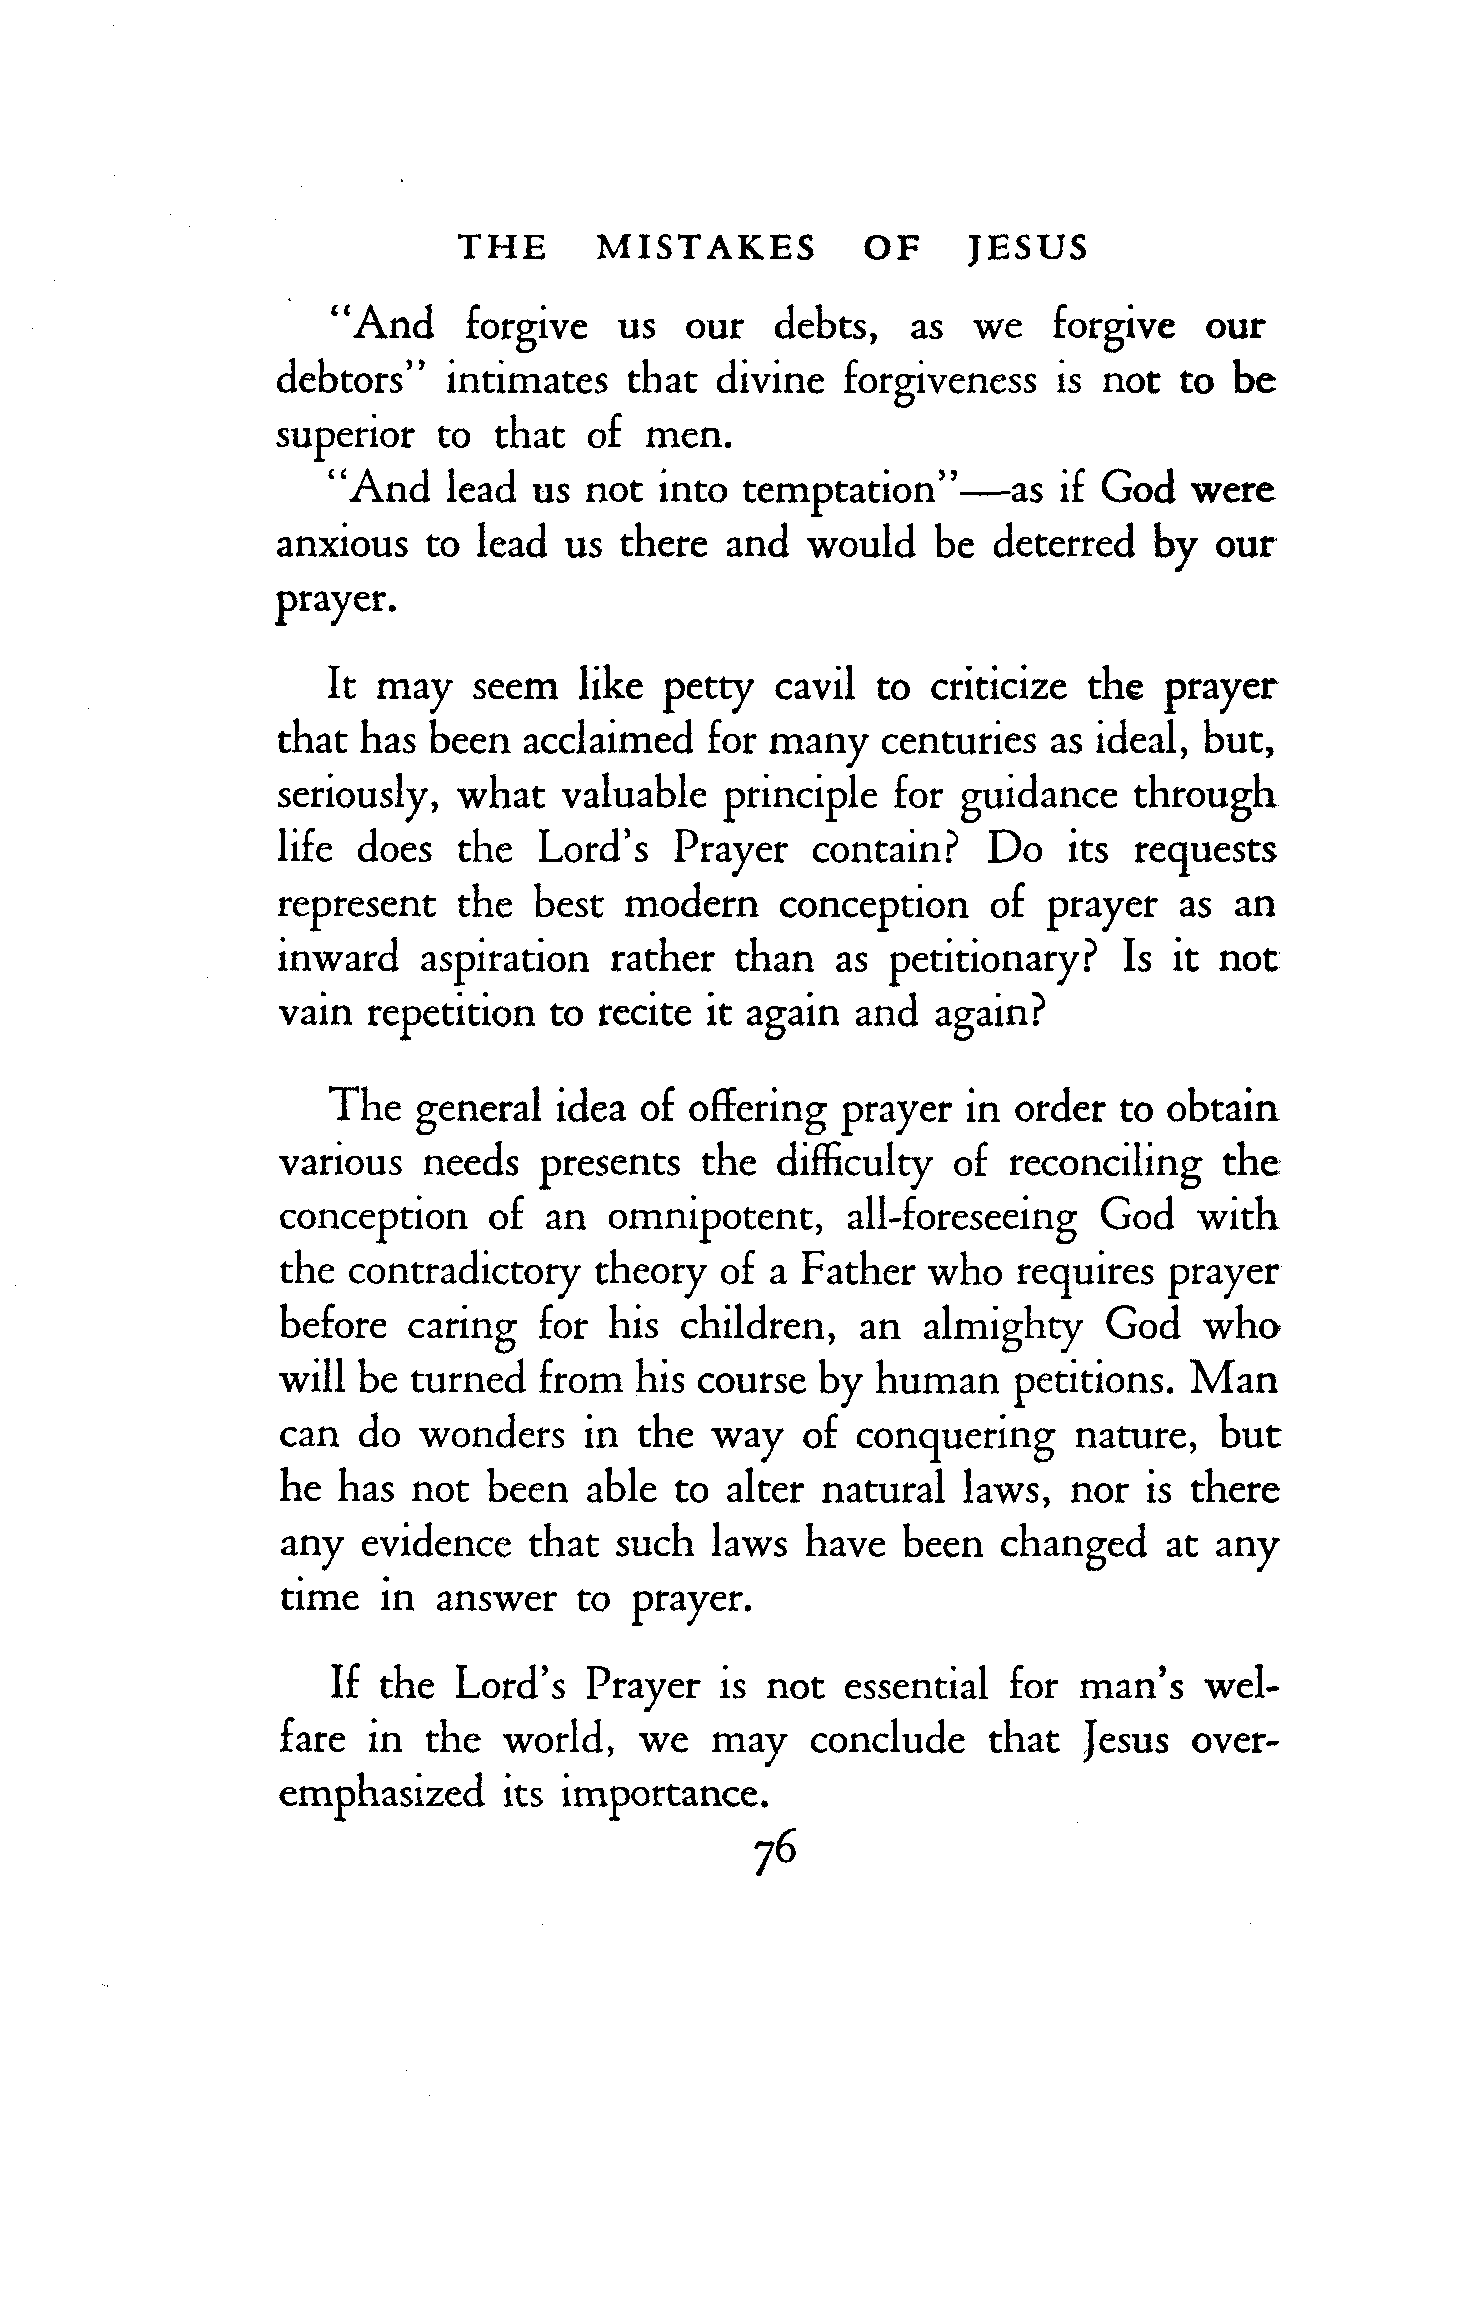 THE MISTAKES OF JESUS
"And forgive us our debts, as we forgive our
debtors" intimates that divine forgiveness is not to be
superior to that of men.
"And lead us not into temptation"—as if God were
anxious to lead us there and would be deterred by our
prayer.
It may seem like petty cavil to criticize the prayer
that has been acclaimed for many centuries as ideal, but,
seriously, what valuable principle for guidance through
life does the Lord's Prayer contain? Do its requests
represent the best modern conception of prayer as an
inward aspiration rather than as petitionary? Is it not
vain repetition to recite it again and again?
The general idea of offering prayer in order to obtain
various needs presents the difficulty of reconciling the
conception of an omnipotent, all-foreseeing God with
the contradictory theory of a Father who requires prayer
before caring for his children, an almighty God who
will be turned from his course by human petitions. Man
can do wonders in the way of conquering nature, but
he has not been able to alter natural laws, nor is there
any evidence that such laws have been changed at any
time in answer to prayer.
If the Lord's Prayer is not essential for man's wel-
fare in the world, we may conclude that Jesus over-
emphasized its importance.
76